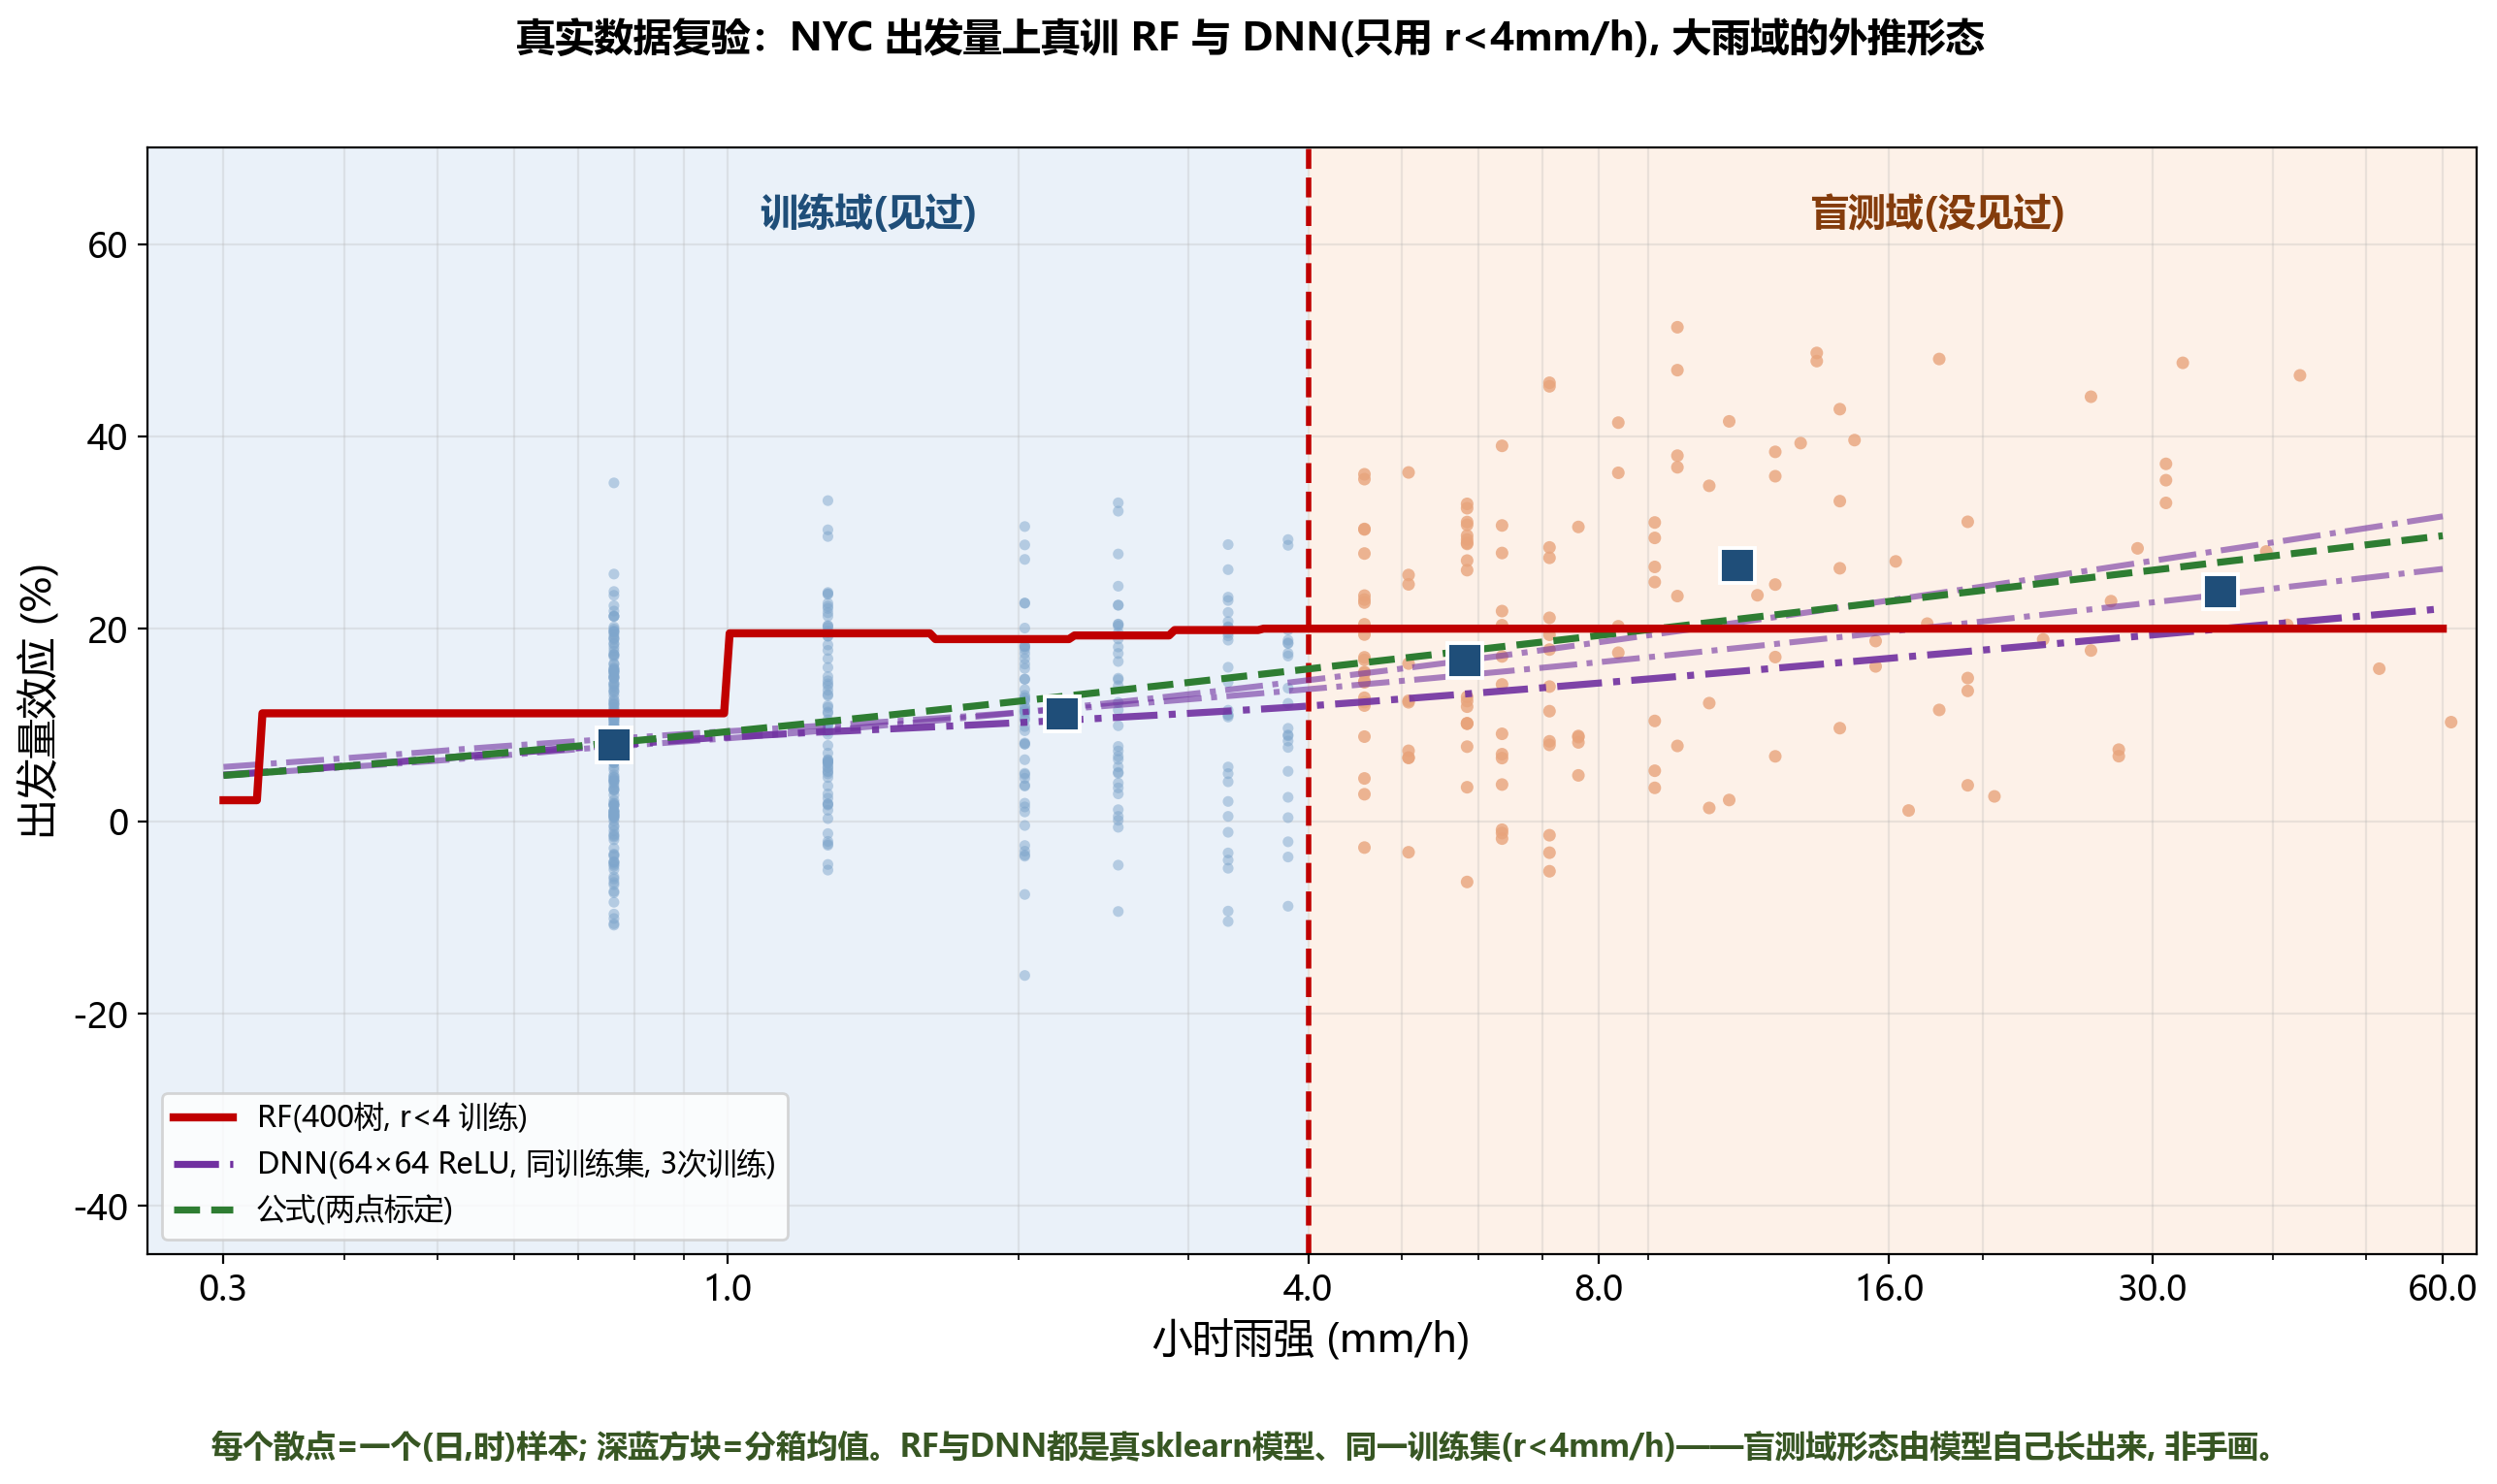 真实数据复验：NYC 出发量上真训 RF 与 DNN(只用 r<4mm/h), 大雨域的外推形态
训练域(见过)
盲测域(没见过)
60
40
20
0
-20
-40
出发量效应 (%)
RF(400树, r<4 训练)
DNN(64×64 ReLU, 同训练集, 3次训练)
公式(两点标定)
0.3
1.0
4.0
8.0
16.0
30.0
60.0
小时雨强 (mm/h)
每个散点=一个(日,时)样本; 深蓝方块=分箱均值。RF与DNN都是真sklearn模型、同一训练集(r<4mm/h)——盲测域形态由模型自己长出来, 非手画。